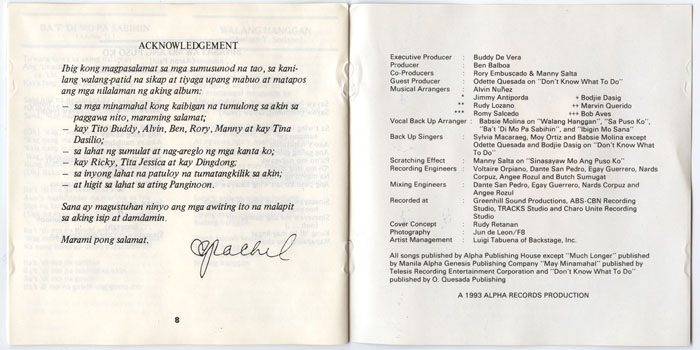 ACKNOWLEDGEMENT
Ibig kong magpasalamat sa mga sumusunod na tao, sa kani-
lang walang-patid na sikap at tiyaga upang mabuo at matapos
ang mga nilalaman ng aking album:
– sa mga minamahal kong kaibigan na tumulong sa akin sa
paggawa nito, maraming salamat;
– kay Tito Buddy, Alvin, Ben, Rory, Manny at kay Tina
Dasilio;
– sa lahat ng sumulat at nag-areglo ng mga kanta ko;
– kay Ricky, Tita Jessica at kay Dingdong;
– sa inyong lahat na patuloy na tumatangkilik sa akin;
– at higit sa lahat sa ating Panginoon.
Sana ay magustuhan ninyo ang mga awiting ito na malapit
sa aking isip at damdamin.
Marami pong salamat.
Rachel
8
Executive Producer : Buddy De Vera
Producer : Ben Balboa
Co-Producers : Rory Embuscado & Manny Salta
Guest Producer : Odette Quesada on "Don't Know What To Do"
Musical Arrangers : Alvin Nuñez
* Jimmy Antiporda + Bodjie Dasig
** Rudy Lozano ++ Marvin Querido
*** Romy Salcedo +++ Bob Aves
Vocal Back Up Arranger : Babsie Molina on "Walang Hanggan", "Sa Puso Ko",
"Ba't 'Di Mo Pa Sabihin", and "Ibigin Mo Sana"
Back Up Singers : Sylvia Macaraeg, Moy Ortiz and Babsie Molina except
Odette Quesada and Bodjie Dasig on "Don't Know What
To Do"
Scratching Effect : Manny Salta on "Sinasayaw Mo Ang Puso Ko"
Recording Engineers : Voltaire Orpiano, Dante San Pedro, Egay Guerrero, Nards
Corpuz, Angee Rozul and Butch Sumugat
Mixing Engineers : Dante San Pedro, Egay Guerrero, Nards Corpuz and
Angee Rozul
Recorded at : Greenhill Sound Productions, ABS-CBN Recording
Studio, TRACKS Studio and Charo Unite Recording
Studio
Cover Concept : Rudy Retanan
Photography : Jun de Leon/F8
Artist Management : Luigi Tabuena of Backstage, Inc.
All songs published by Alpha Publishing House except "Much Longer" published
by Manila Alpha Genesis Publishing Company "May Minamahal" published by
Telesis Recording Entertainment Corporation and "Don't Know What To Do"
published by O. Quesada Publishing
A 1993 ALPHA RECORDS PRODUCTION